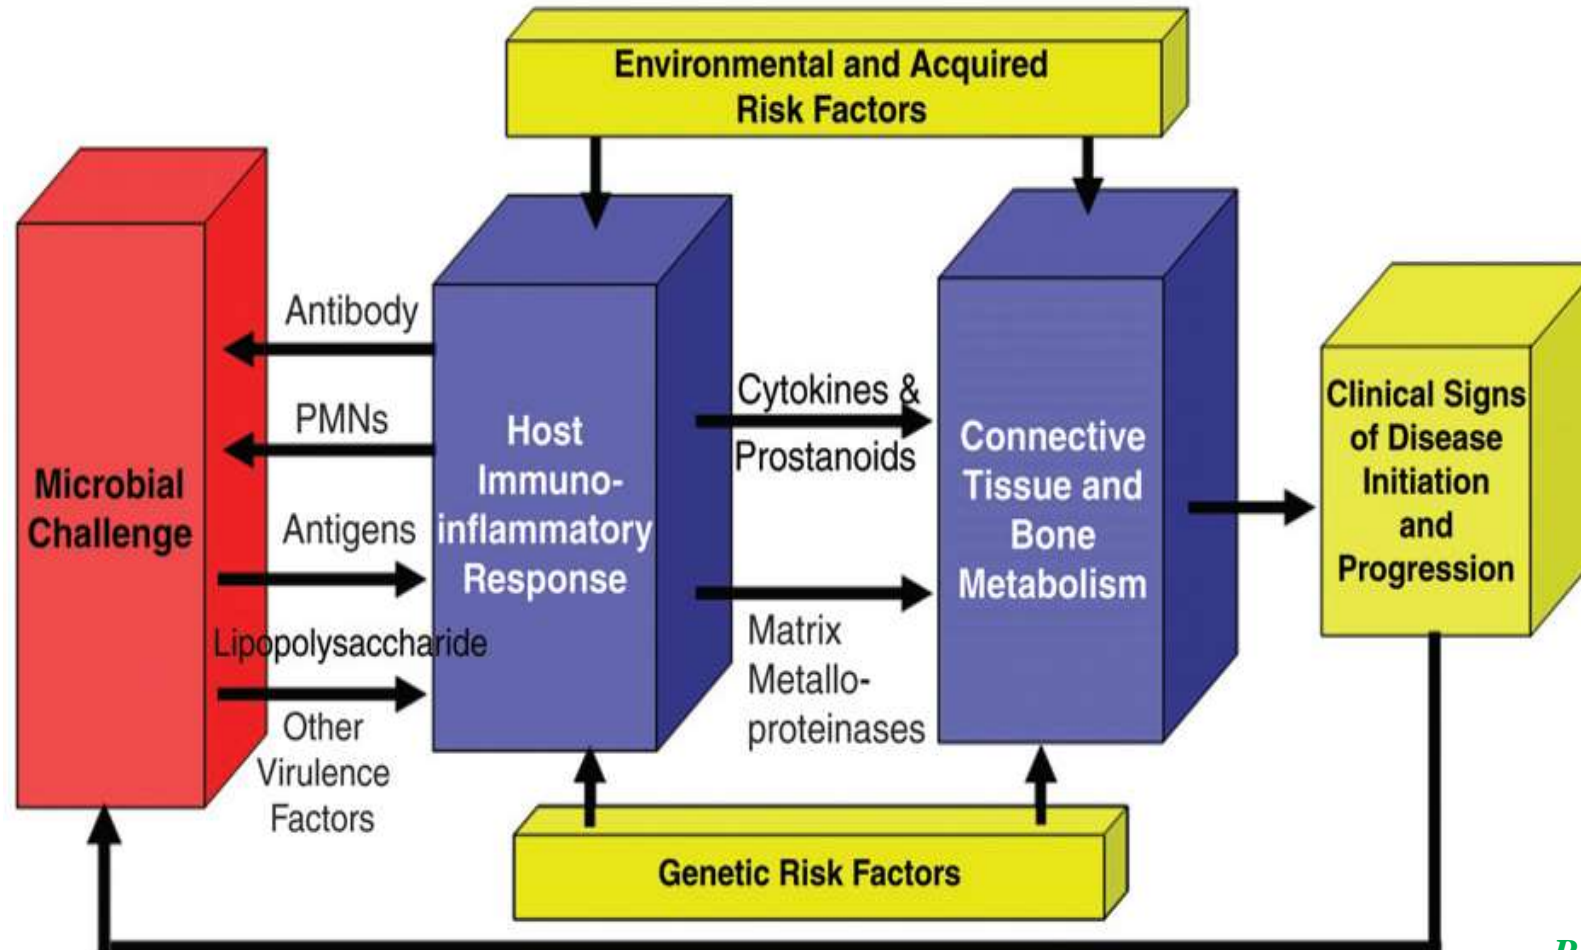 Environmental and Acquired
Risk Factors
Antibody
PMNs
Antigens
Lipopolysaccharide
Other
Virulence
Factors
Microbial
Challenge
Host
Immuno-
inflammatory
Response
Cytokines &
Prostanoids
Matrix
Metallo-
proteinases
Connective
Tissue and
Bone
Metabolism
Clinical Signs
of Disease
Initiation
and
Progression
Genetic Risk Factors